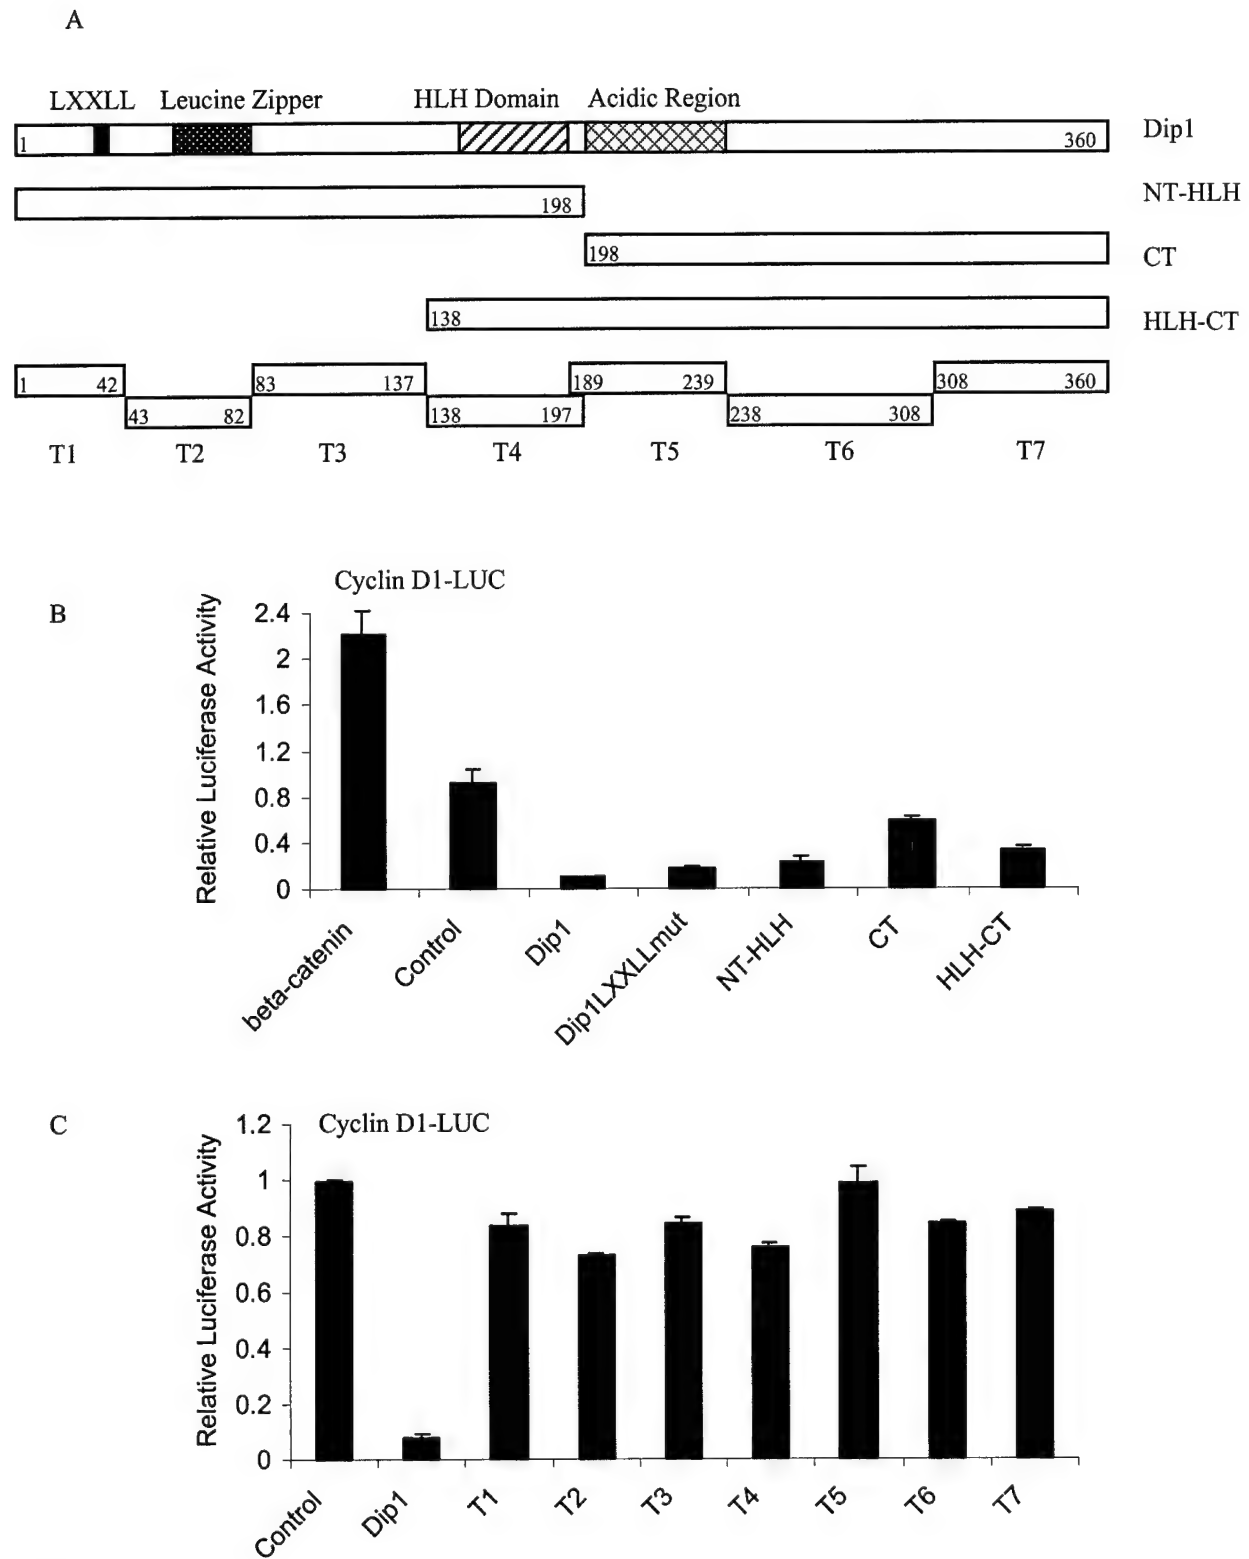 A
LXXLL Leucine Zipper HLH Domain Acidic Region
1 360 Dip1
198 NT-HLH
198 CT
138 HLH-CT
1 42 83 137 189 239 308 360
43 82 138 197 238 308
T1 T2 T3 T4 T5 T6 T7
B
Cyclin D1-LUC
Relative Luciferase Activity
2.4
2
1.6
1.2
0.8
0.4
0
beta-catenin Control Dip1 Dip1LXXLLmut NT-HLH CT HLH-CT
C
Cyclin D1-LUC
Relative Luciferase Activity
1.2
1
0.8
0.6
0.4
0.2
0
Control Dip1 T1 T2 T3 T4 T5 T6 T7